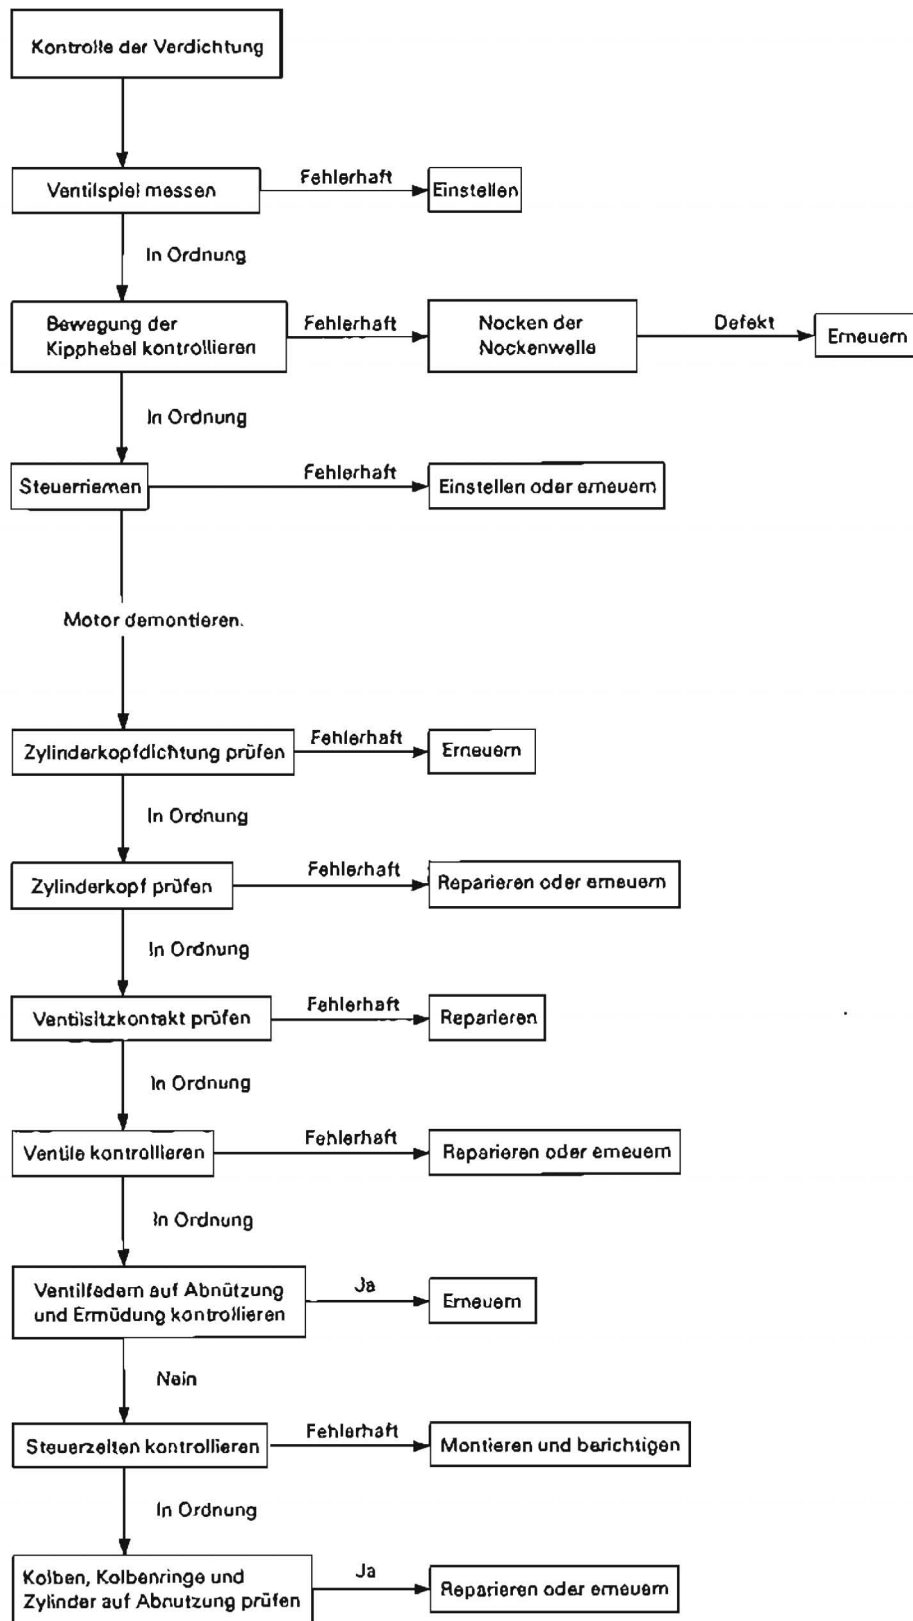 Kontrolle der Verdichtung
Ventilspiel messen
Fehlerhaft
Einstellen
In Ordnung
Bewegung der
Kipphebel kontrollieren
Fehlerhaft
Nocken der
Nockenwelle
Defekt
Erneuern
In Ordnung
Steuerriemen
Fehlerhaft
Einstellen oder erneuern
Motor demontieren.
Zylinderkopfdichtung prüfen
Fehlerhaft
Erneuern
In Ordnung
Zylinderkopf prüfen
Fehlerhaft
Reparieren oder erneuern
In Ordnung
Ventilsitzkontakt prüfen
Fehlerhaft
Reparieren
In Ordnung
Ventile kontrollieren
Fehlerhaft
Reparieren oder erneuern
In Ordnung
Ventilfedern auf Abnützung
und Ermüdung kontrollieren
Ja
Erneuern
Nein
Steuerzeiten kontrollieren
Fehlerhaft
Montieren und berichtigen
In Ordnung
Kolben, Kolbenringe und
Zylinder auf Abnutzung prüfen
Ja
Reparieren oder erneuern